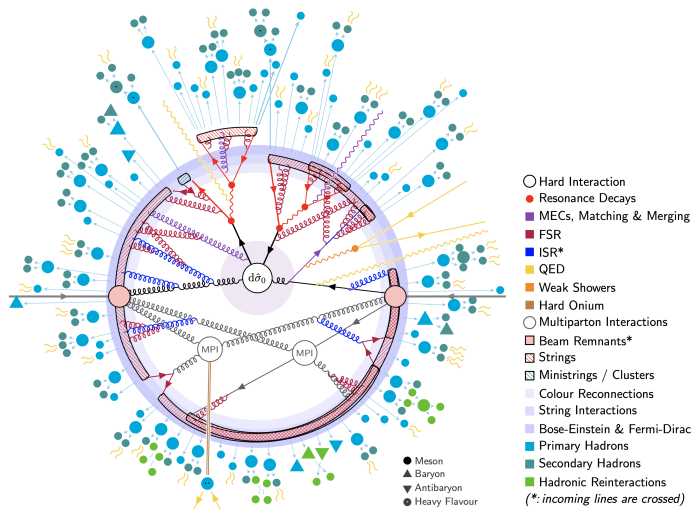 dσ̂₀
MPI
MPI
Hard Interaction
Resonance Decays
MECs, Matching & Merging
FSR
ISR*
QED
Weak Showers
Hard Onium
Multiparton Interactions
Beam Remnants*
Strings
Ministrings / Clusters
Colour Reconnections
String Interactions
Bose-Einstein & Fermi-Dirac
Primary Hadrons
Secondary Hadrons
Hadronic Reinteractions
(*: incoming lines are crossed)
Meson
Baryon
Antibaryon
Heavy Flavour